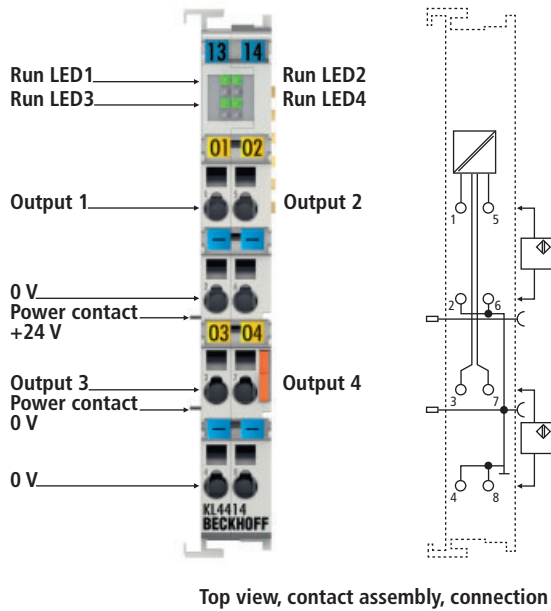 13 14
Run LED1
Run LED2
Run LED3
Run LED4
01 02
Output 1
Output 2
1 5
0 V
2 6
Power contact
+24 V
03 04
Output 3
Output 4
3 7
Power contact
0 V
0 V
4 8
KL4414
BECKHOFF
Top view, contact assembly, connection